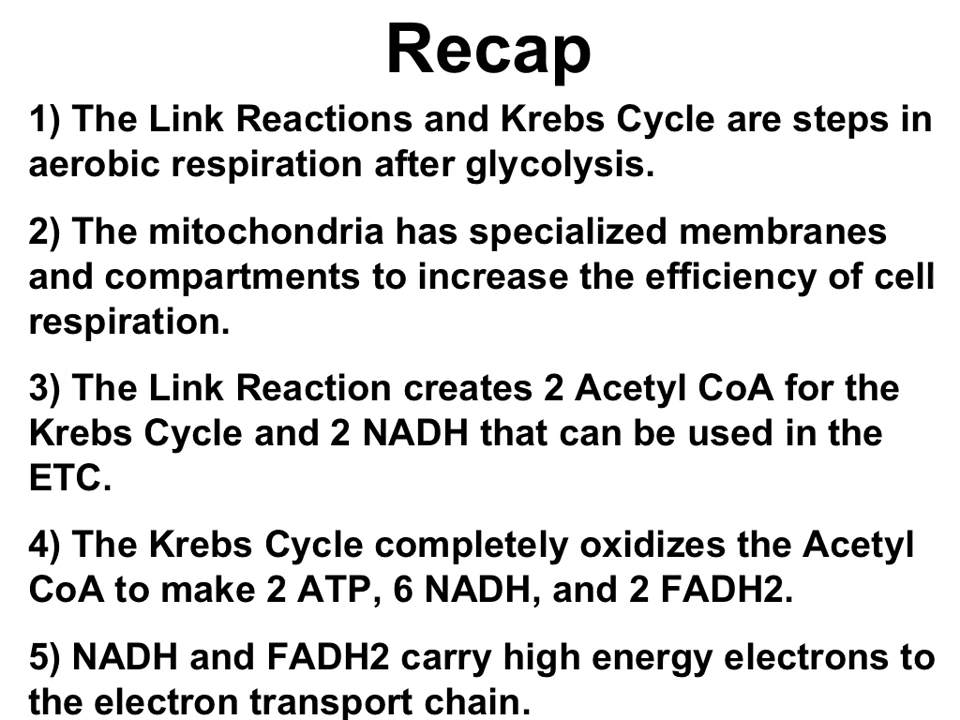 Recap
1) The Link Reactions and Krebs Cycle are steps in
aerobic respiration after glycolysis.
2) The mitochondria has specialized membranes
and compartments to increase the efficiency of cell
respiration.
3) The Link Reaction creates 2 Acetyl CoA for the
Krebs Cycle and 2 NADH that can be used in the
ETC.
4) The Krebs Cycle completely oxidizes the Acetyl
CoA to make 2 ATP, 6 NADH, and 2 FADH2.
5) NADH and FADH2 carry high energy electrons to
the electron transport chain.